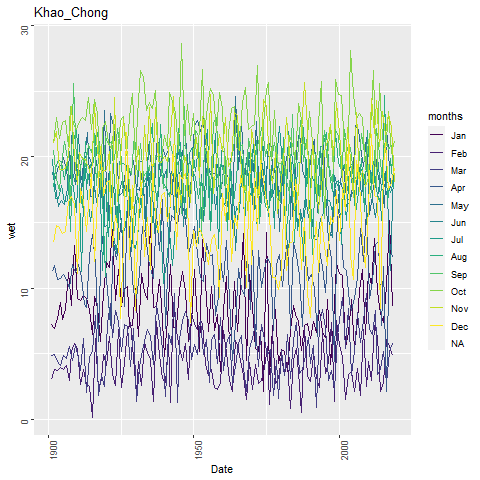 Khao_Chong
30
20
10
0
wet
1900
1950
2000
Date
months
Jan
Feb
Mar
Apr
May
Jun
Jul
Aug
Sep
Oct
Nov
Dec
NA